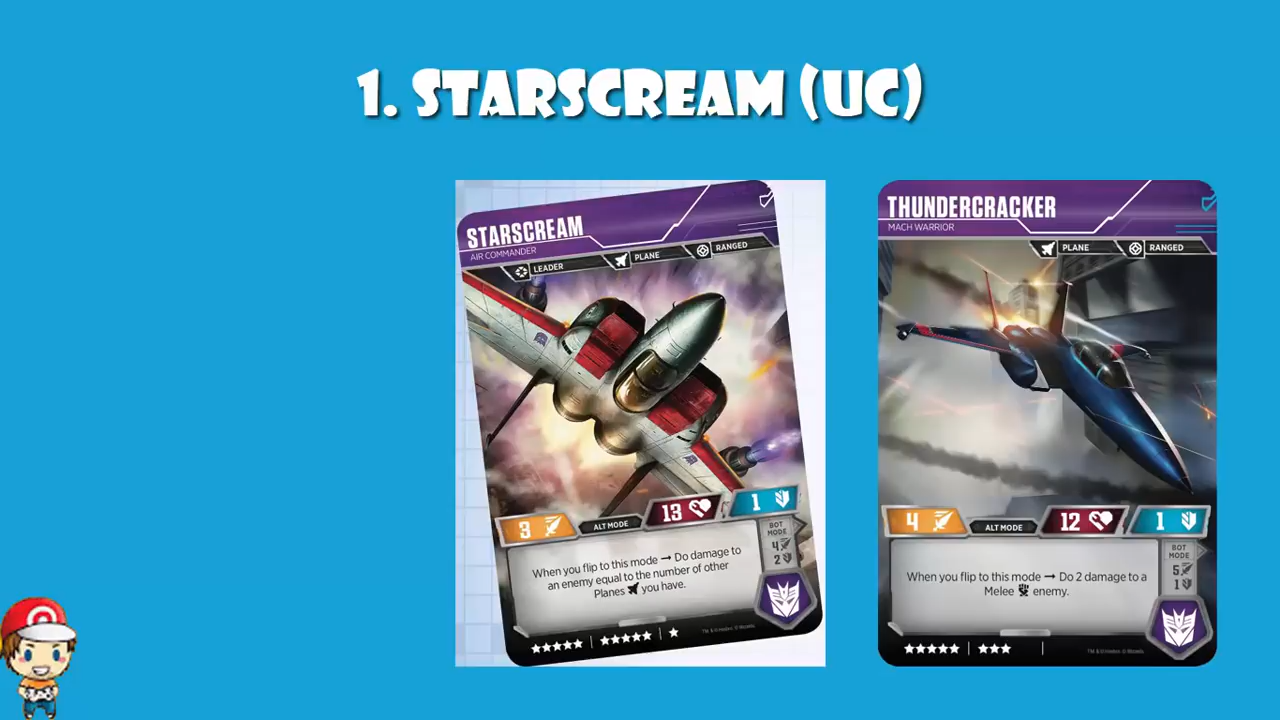 1. STARSCREAM (UC)
STARSCREAM
AIR COMMANDER
LEADER PLANE RANGED
3 ALT MODE 13 1
When you flip to this mode → Do damage to
an enemy equal to the number of other
Planes you have.
BOT
MODE
4
2
THUNDERCRACKER
MACH WARRIOR
PLANE RANGED
4 ALT MODE 12 1
When you flip to this mode → Do 2 damage to a
Melee enemy.
BOT
MODE
5
1